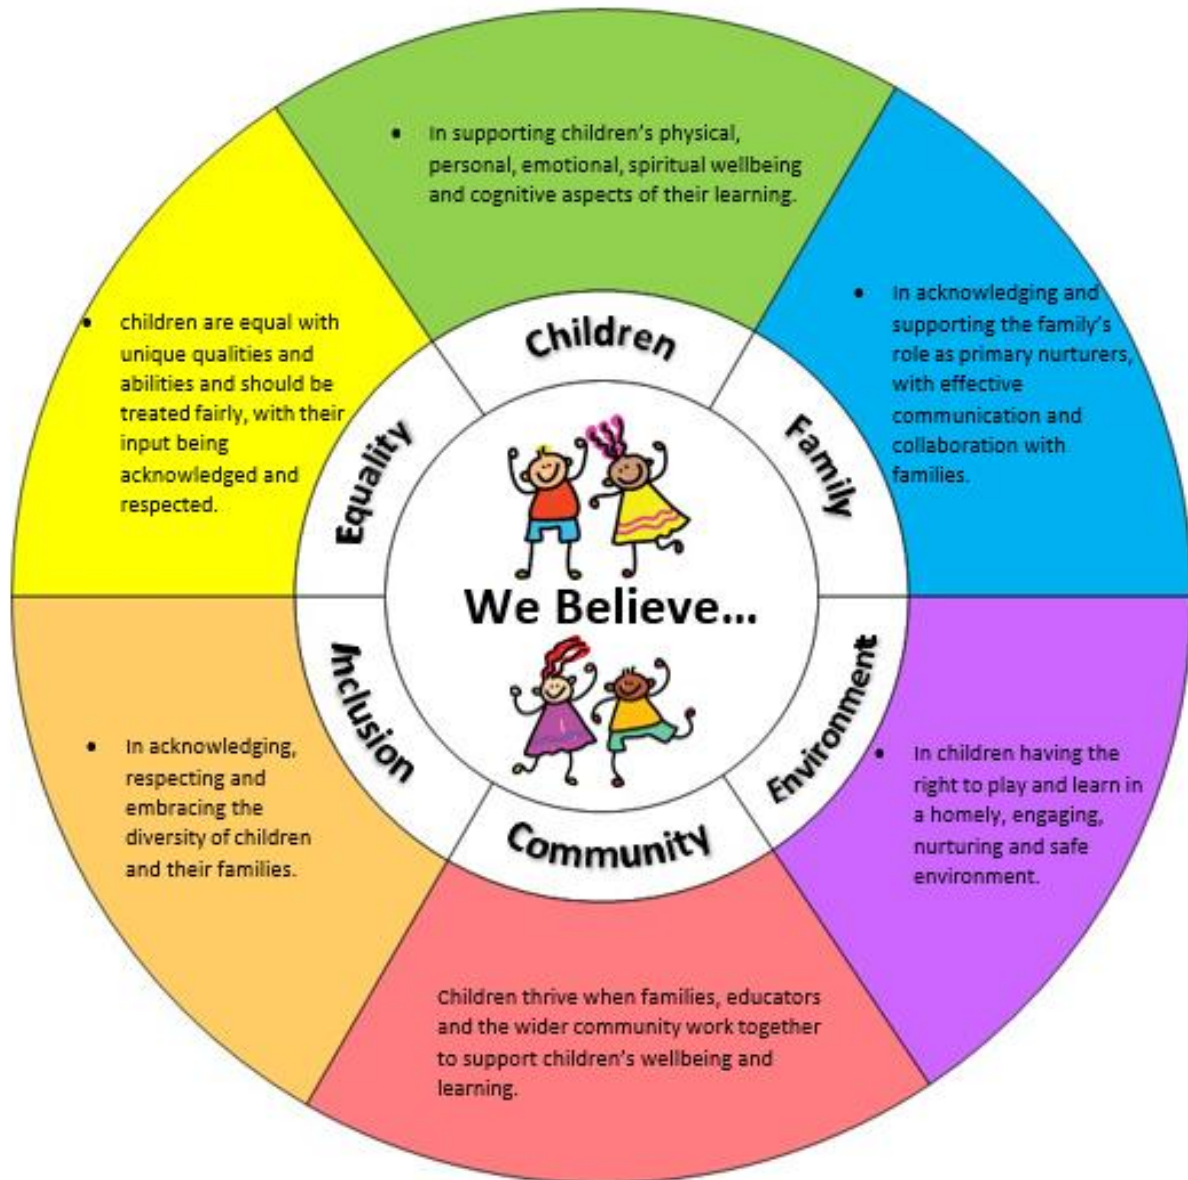 • In supporting children's physical,
personal, emotional, spiritual wellbeing
and cognitive aspects of their learning.
• In acknowledging and
supporting the family's
role as primary nurturers,
with effective
communication and
collaboration with
families.
• children are equal with
unique qualities and
abilities and should be
treated fairly, with their
input being
acknowledged and
respected.
Children
Family
Equality
We Believe...
Inclusion
Environment
Community
• In acknowledging,
respecting and
embracing the
diversity of children
and their families.
• In children having the
right to play and learn in
a homely, engaging,
nurturing and safe
environment.
Children thrive when families, educators
and the wider community work together
to support children's wellbeing and
learning.